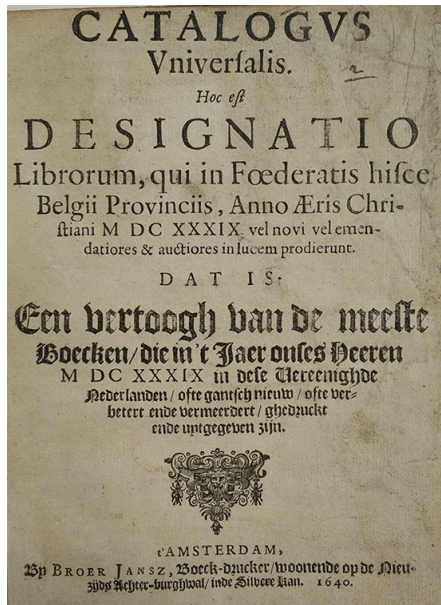 CATALOGVS
Vniverſalis.
2
Hoc eſt
DESIGNATIO
Librorum, qui in Fœderatis hiſce
Belgii Provinciis, Anno Æris Chri-
ſtiani M DC XXXIX. vel novi vel emen-
datiores & auctiores in lucem prodierunt.
DAT IS.
Een vertoogh van de meeſte
Boecken/ die in 't Jaer onſes Heeren
M DC XXXIX in deſe Vereenighde
Nederlanden/ ofte gantſch nieuw/ ofte ver-
betert ende vermeerdert/ ghedruckt
ende uytgegeven zijn.
t'AMSTERDAM,
By BROER JANSZ, Boeck-drucker/ woonende op de Nieu-
zijds Achter-burghwal/ inde Silvere Kan. 1640.